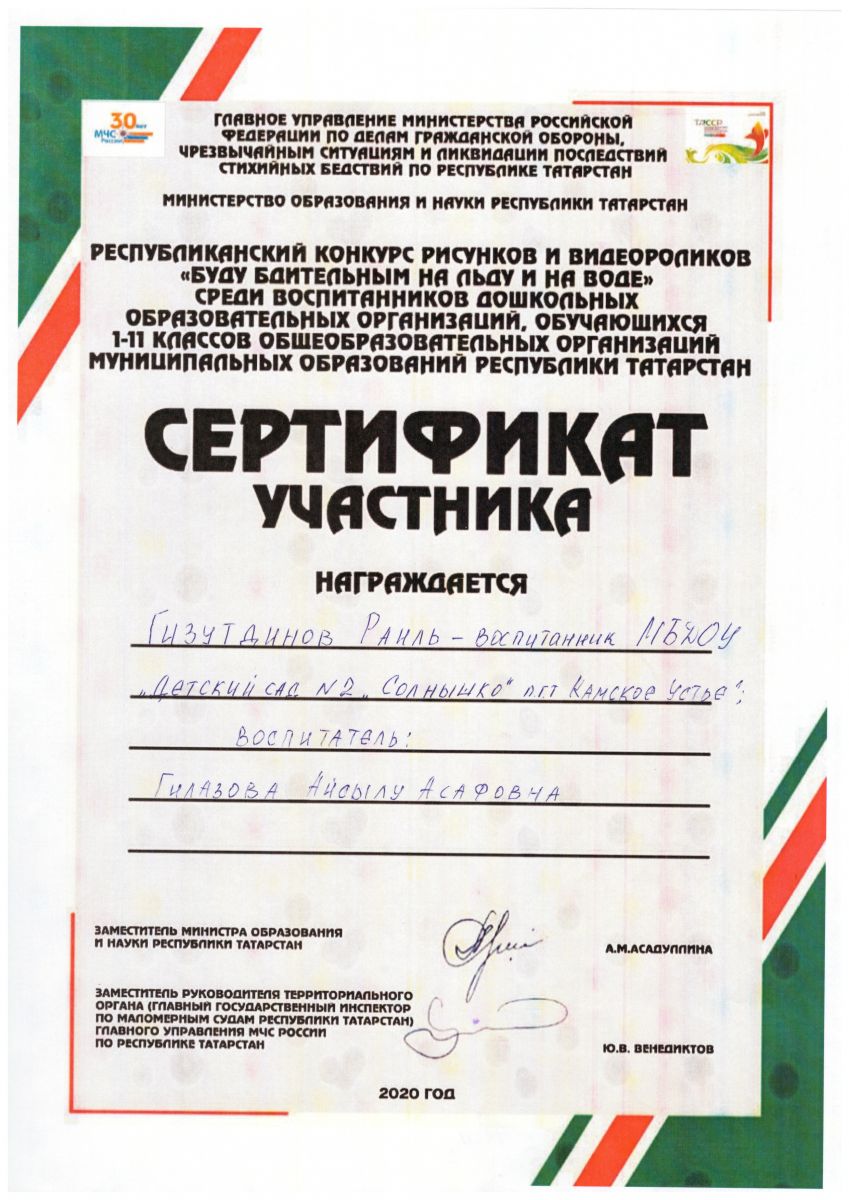 30 лет
МЧС
России
ТАССР
ГЛАВНОЕ УПРАВЛЕНИЕ МИНИСТЕРСТВА РОССИЙСКОЙ
ФЕДЕРАЦИИ ПО ДЕЛАМ ГРАЖДАНСКОЙ ОБОРОНЫ,
ЧРЕЗВЫЧАЙНЫМ СИТУАЦИЯМ И ЛИКВИДАЦИИ ПОСЛЕДСТВИЙ
СТИХИЙНЫХ БЕДСТВИЙ ПО РЕСПУБЛИКЕ ТАТАРСТАН
МИНИСТЕРСТВО ОБРАЗОВАНИЯ И НАУКИ РЕСПУБЛИКИ ТАТАРСТАН
РЕСПУБЛИКАНСКИЙ КОНКУРС РИСУНКОВ И ВИДЕОРОЛИКОВ
«БУДУ БДИТЕЛЬНЫМ НА ЛЬДУ И НА ВОДЕ»
СРЕДИ ВОСПИТАННИКОВ ДОШКОЛЬНЫХ
ОБРАЗОВАТЕЛЬНЫХ ОРГАНИЗАЦИЙ, ОБУЧАЮЩИХСЯ
1-11 КЛАССОВ ОБЩЕОБРАЗОВАТЕЛЬНЫХ ОРГАНИЗАЦИЙ
МУНИЦИПАЛЬНЫХ ОБРАЗОВАНИЙ РЕСПУБЛИКИ ТАТАРСТАН
СЕРТИФИКАТ
УЧАСТНИКА
НАГРАЖДАЕТСЯ
Гизутдинов Раиль – воспитанник МБДОУ
„Детский сад №2 „Солнышко" пгт Камское Устье";
воспитатель:
Гилазова Айсылу Асафовна
ЗАМЕСТИТЕЛЬ МИНИСТРА ОБРАЗОВАНИЯ
И НАУКИ РЕСПУБЛИКИ ТАТАРСТАН
А.М.АСАДУЛЛИНА
ЗАМЕСТИТЕЛЬ РУКОВОДИТЕЛЯ ТЕРРИТОРИАЛЬНОГО
ОРГАНА (ГЛАВНЫЙ ГОСУДАРСТВЕННЫЙ ИНСПЕКТОР
ПО МАЛОМЕРНЫМ СУДАМ РЕСПУБЛИКИ ТАТАРСТАН)
ГЛАВНОГО УПРАВЛЕНИЯ МЧС РОССИИ
ПО РЕСПУБЛИКЕ ТАТАРСТАН
Ю.В. ВЕНЕДИКТОВ
2020 ГОД